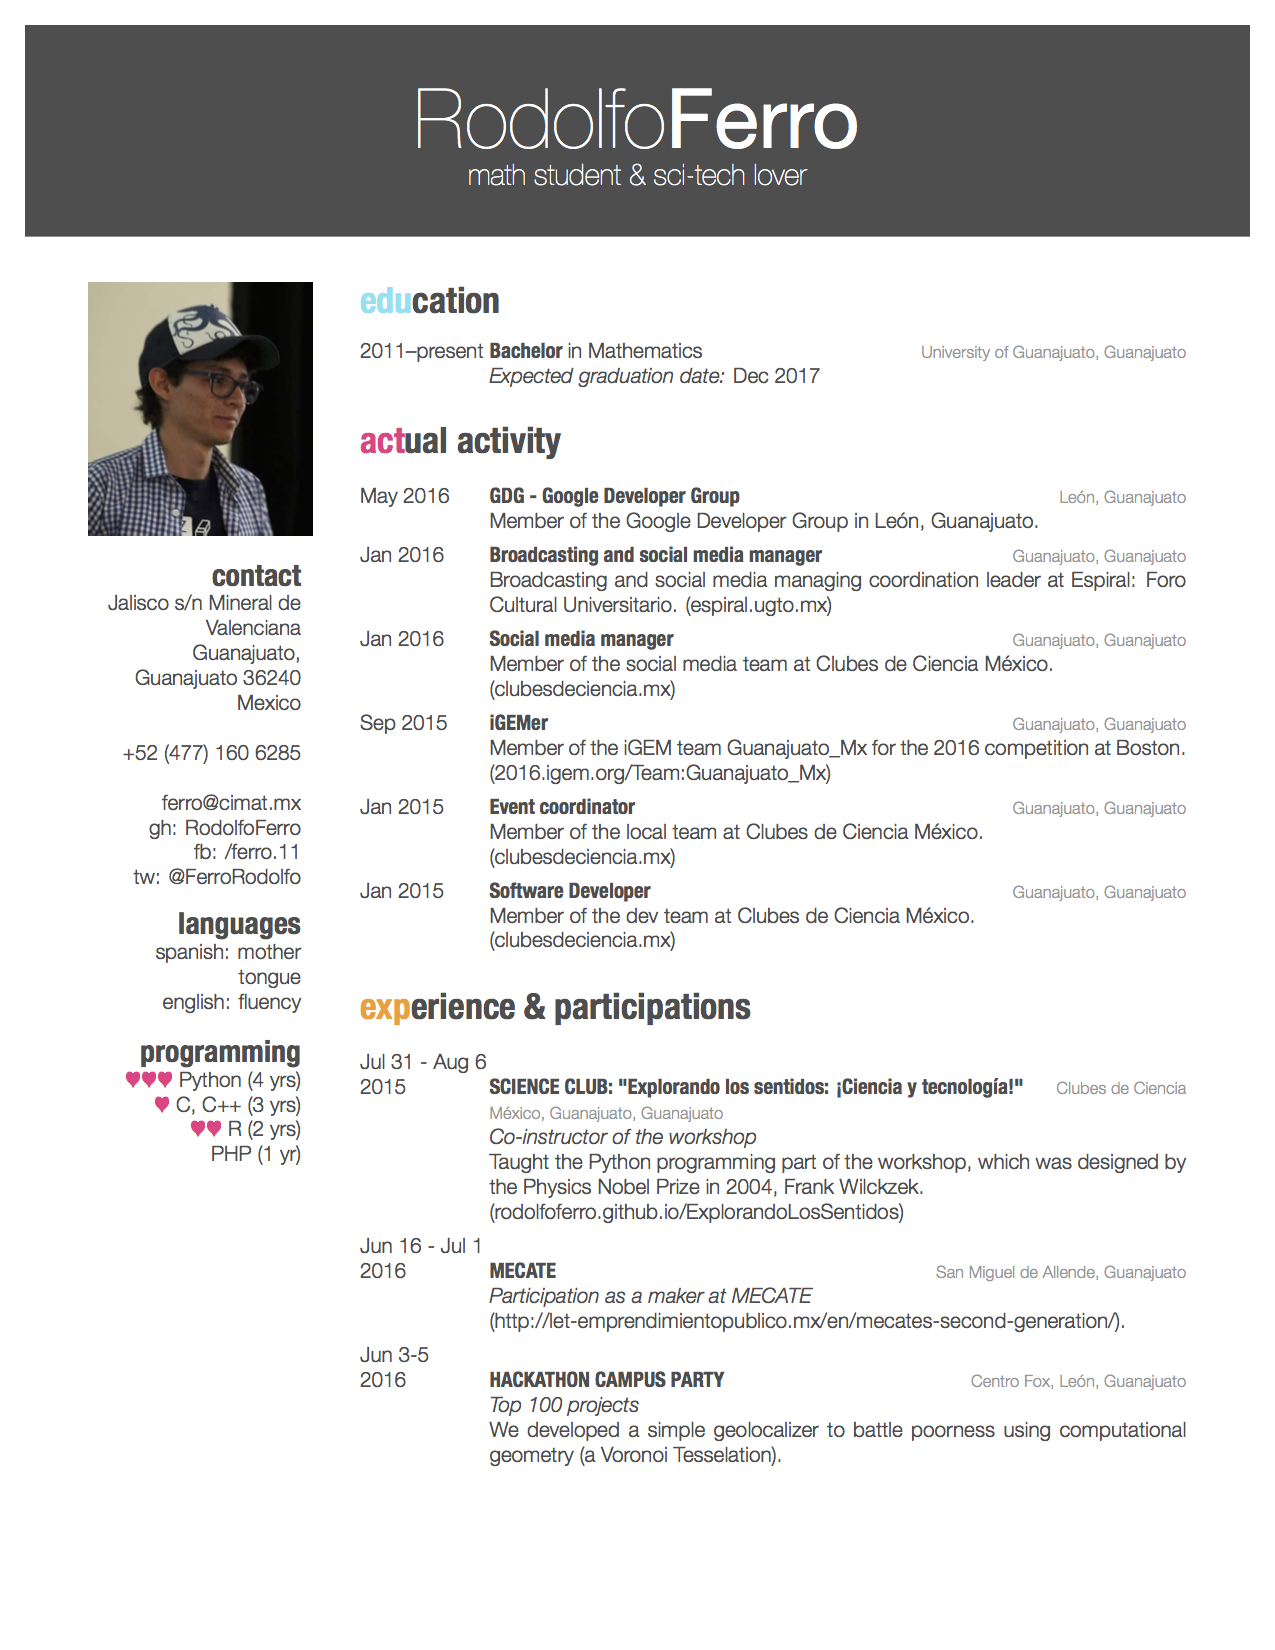 RodolfoFerro
math student & sci-tech lover
contact
Jalisco s/n Mineral de
Valenciana
Guanajuato,
Guanajuato 36240
Mexico
+52 (477) 160 6285
ferro@cimat.mx
gh: RodolfoFerro
fb: /ferro.11
tw: @FerroRodolfo
languages
spanish: mother
tongue
english: fluency
programming
♥♥♥ Python (4 yrs)
♥ C, C++ (3 yrs)
♥♥ R (2 yrs)
PHP (1 yr)
education
2011–present Bachelor in Mathematics University of Guanajuato, Guanajuato
Expected graduation date: Dec 2017
actual activity
May 2016 GDG - Google Developer Group León, Guanajuato
Member of the Google Developer Group in León, Guanajuato.
Jan 2016 Broadcasting and social media manager Guanajuato, Guanajuato
Broadcasting and social media managing coordination leader at Espiral: Foro
Cultural Universitario. (espiral.ugto.mx)
Jan 2016 Social media manager Guanajuato, Guanajuato
Member of the social media team at Clubes de Ciencia México.
(clubesdeciencia.mx)
Sep 2015 iGEMer Guanajuato, Guanajuato
Member of the iGEM team Guanajuato_Mx for the 2016 competition at Boston.
(2016.igem.org/Team:Guanajuato_Mx)
Jan 2015 Event coordinator Guanajuato, Guanajuato
Member of the local team at Clubes de Ciencia México.
(clubesdeciencia.mx)
Jan 2015 Software Developer Guanajuato, Guanajuato
Member of the dev team at Clubes de Ciencia México.
(clubesdeciencia.mx)
experience & participations
Jul 31 - Aug 6
2015 SCIENCE CLUB: "Explorando los sentidos: ¡Ciencia y tecnología!" Clubes de Ciencia
México, Guanajuato, Guanajuato
Co-instructor of the workshop
Taught the Python programming part of the workshop, which was designed by
the Physics Nobel Prize in 2004, Frank Wilckzek.
(rodolfoferro.github.io/ExplorandoLosSentidos)
Jun 16 - Jul 1
2016 MECATE San Miguel de Allende, Guanajuato
Participation as a maker at MECATE
(http://let-emprendimientopublico.mx/en/mecates-second-generation/).
Jun 3-5
2016 HACKATHON CAMPUS PARTY Centro Fox, León, Guanajuato
Top 100 projects
We developed a simple geolocalizer to battle poorness using computational
geometry (a Voronoi Tesselation).